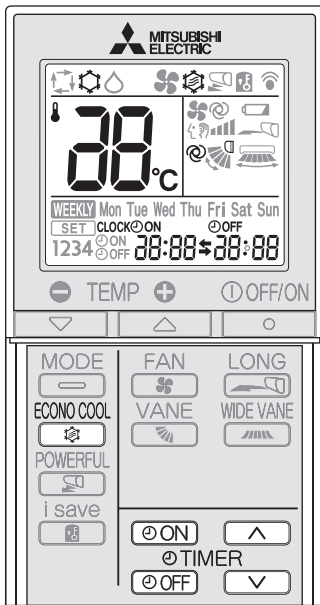 MITSUBISHI
ELECTRIC
88°C
WEEKLY Mon Tue Wed Thu Fri Sat Sun
SET CLOCK ON OFF
1234 ON OFF 88:88 88:88
TEMP OFF/ON
MODE FAN LONG
ECONO COOL VANE WIDE VANE
POWERFUL
i save
ON
TIMER
OFF